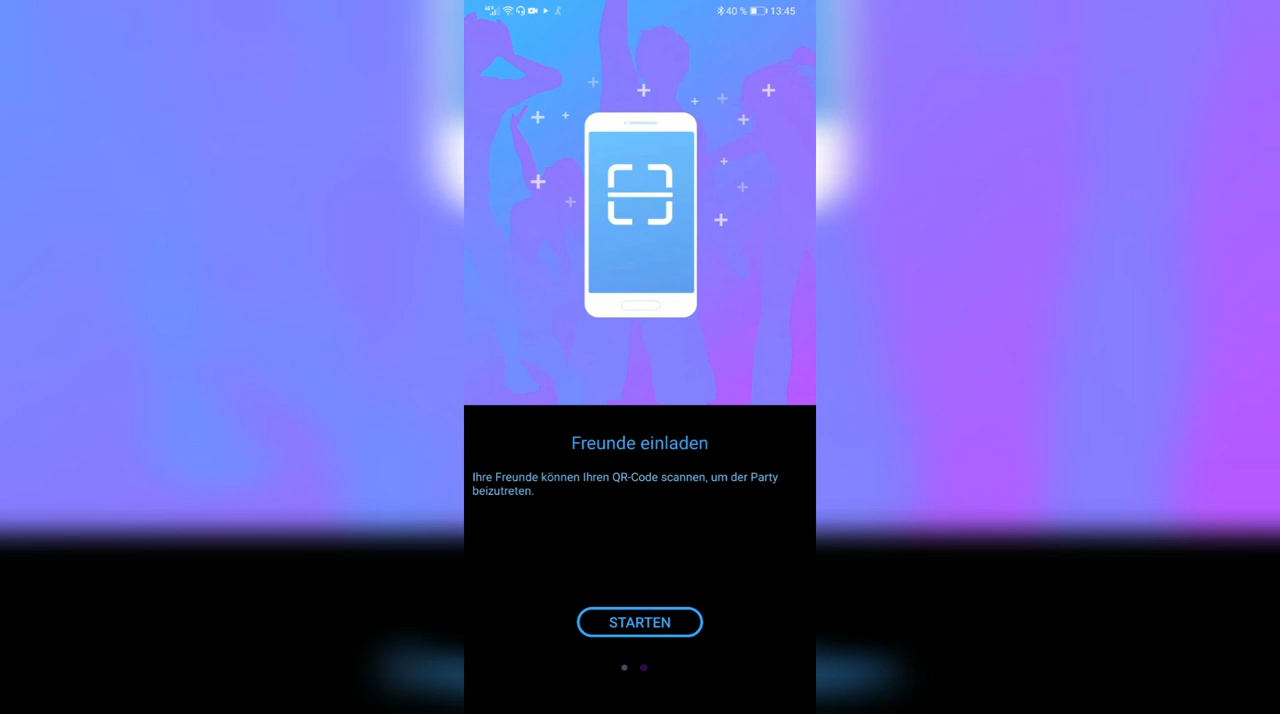 40 % 13:45
Freunde einladen
Ihre Freunde können Ihren QR-Code scannen, um der Party
beizutreten.
STARTEN